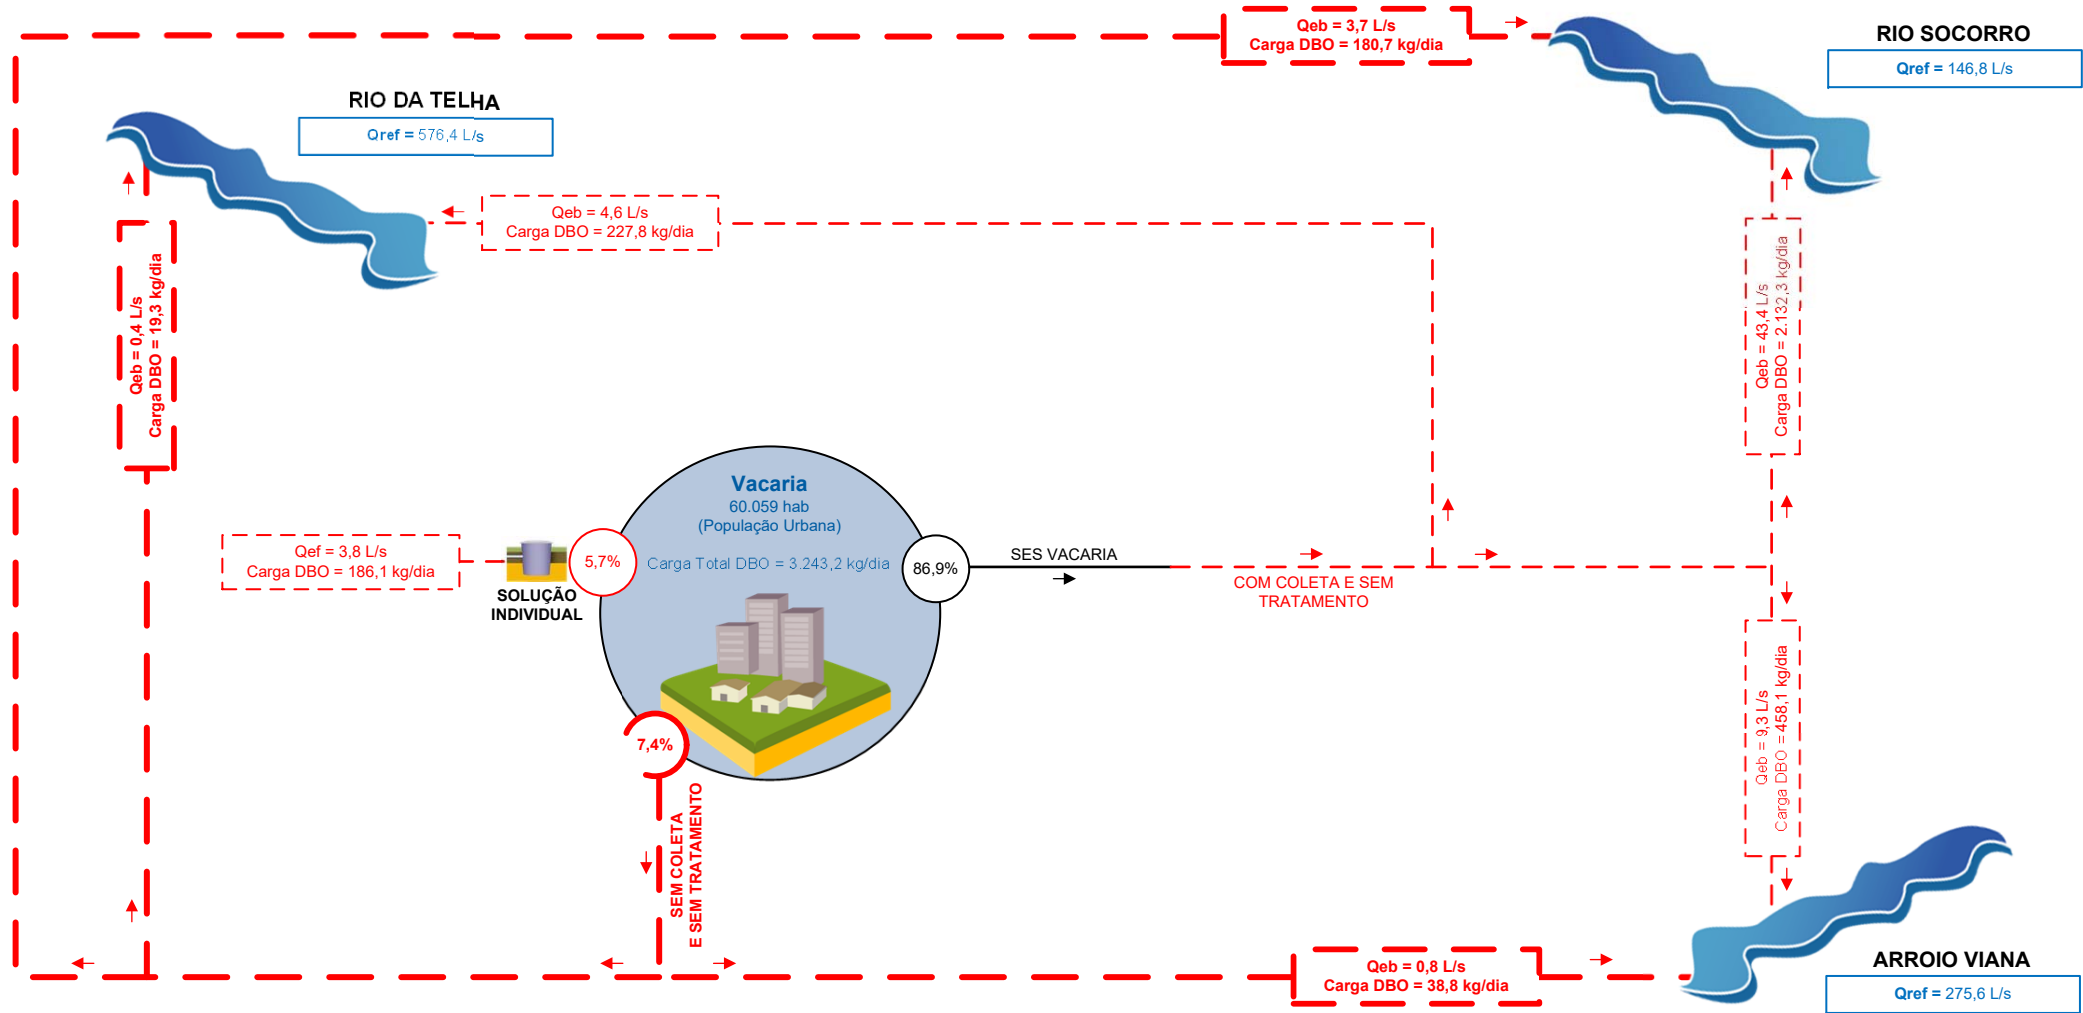 Qeb = 3,7 L/s
Carga DBO = 180,7 kg/dia
RIO SOCORRO
Qref = 146,8 L/s
RIO DA TELHA
Qref = 576,4 L/s
Qeb = 4,6 L/s
Carga DBO = 227,8 kg/dia
Qeb = 0,4 L/s
Carga DBO = 19,3 kg/dia
Qeb = 43,4 L/s
Carga DBO = 2.132,3 kg/dia
Vacaria
60.059 hab
(População Urbana)
Carga Total DBO = 3.243,2 kg/dia
Qef = 3,8 L/s
Carga DBO = 186,1 kg/dia
5,7%
SOLUÇÃO
INDIVIDUAL
86,9%
SES VACARIA
COM COLETA E SEM
TRATAMENTO
7,4%
SEM COLETA
E SEM TRATAMENTO
Qeb = 9,3 L/s
Carga DBO = 458,1 kg/dia
Qeb = 0,8 L/s
Carga DBO = 38,8 kg/dia
ARROIO VIANA
Qref = 275,6 L/s